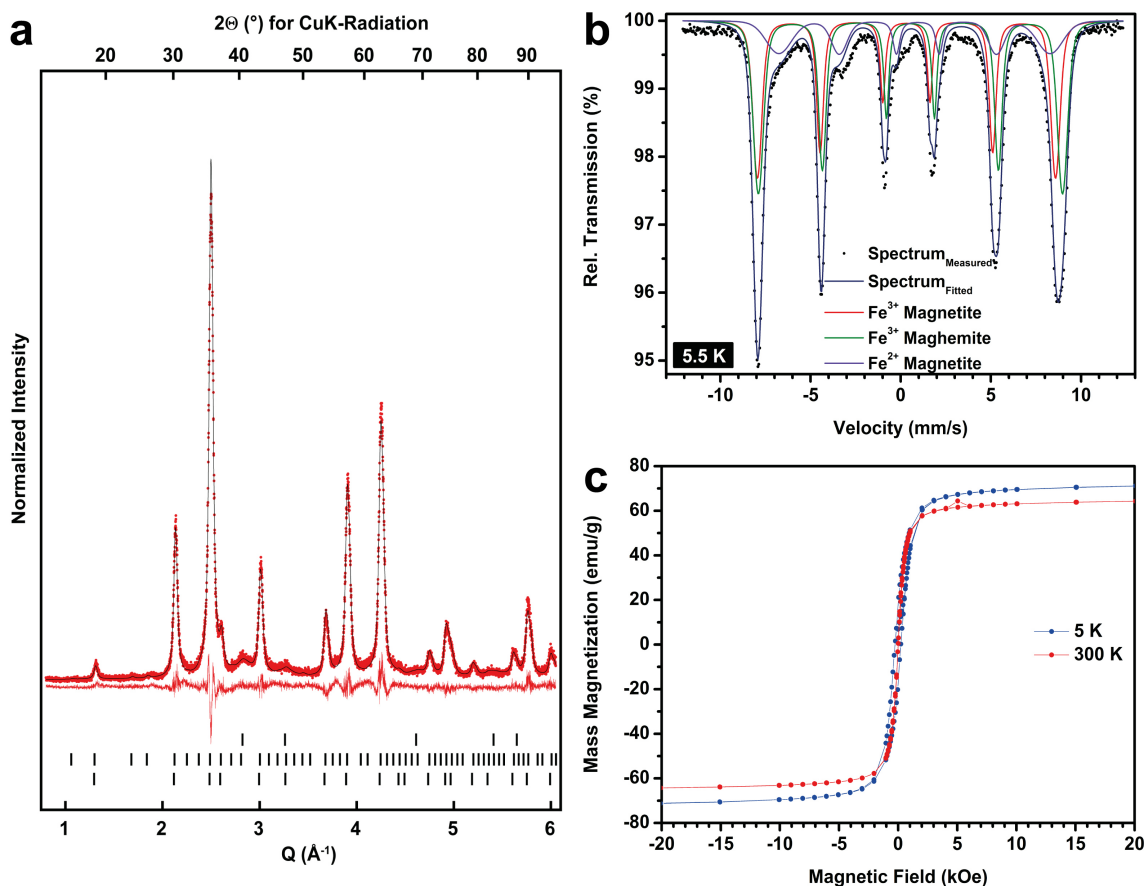 a
2Θ (°) for CuK-Radiation
20 30 40 50 60 70 80 90
Normalized Intensity
1 2 3 4 5 6
Q (Å-1)
b
100
99
98
97
96
95
Rel. Transmission (%)
SpectrumMeasured
SpectrumFitted
Fe3+ Magnetite
Fe3+ Maghemite
Fe2+ Magnetite
5.5 K
-10 -5 0 5 10
Velocity (mm/s)
c
80
60
40
20
0
-20
-40
-60
-80
Mass Magnetization (emu/g)
5 K
300 K
-20 -15 -10 -5 0 5 10 15 20
Magnetic Field (kOe)